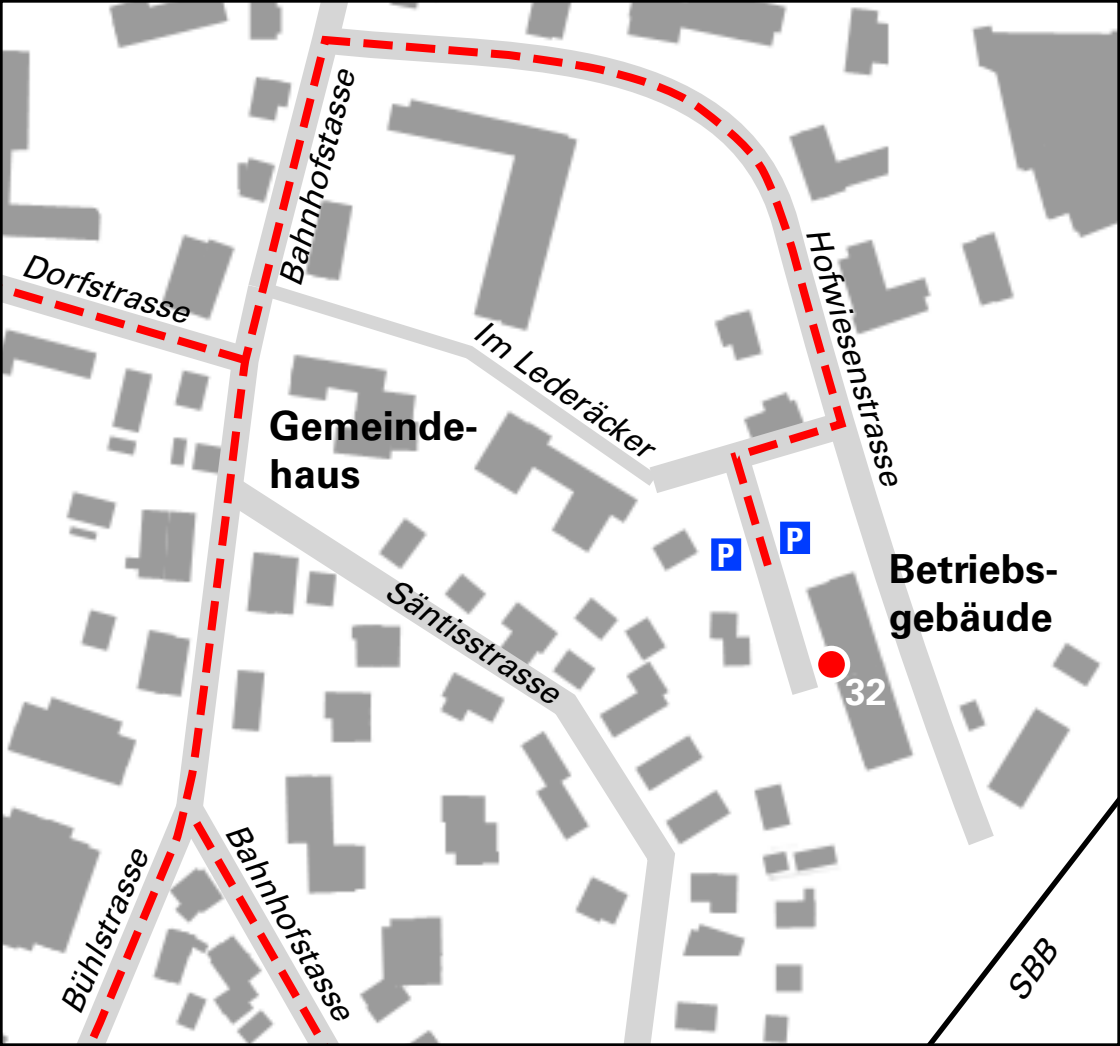 Bahnhofstasse
Dorfstrasse
Hofwiesenstrasse
Im Lederäcker
Gemeinde-
haus
P
P
Betriebs-
gebäude
Säntisstrasse
32
Bühlstrasse
Bahnhofstasse
SBB